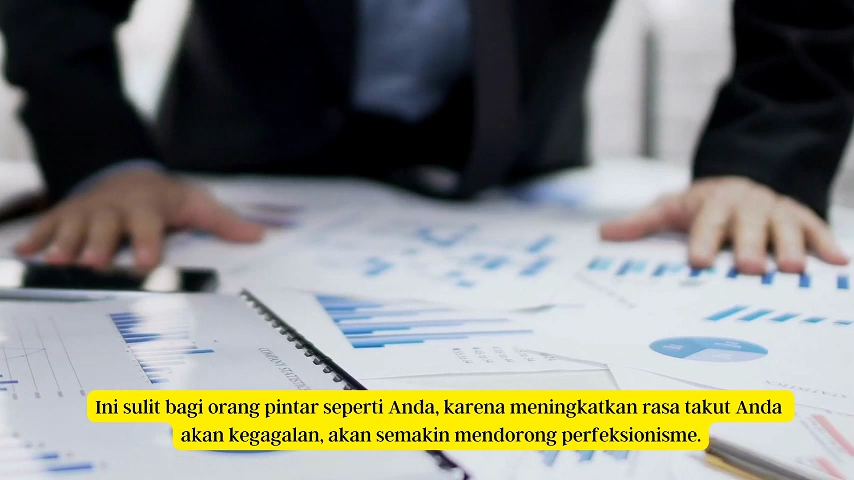 Ini sulit bagi orang pintar seperti Anda, karena meningkatkan rasa takut Anda
akan kegagalan, akan semakin mendorong perfeksionisme.